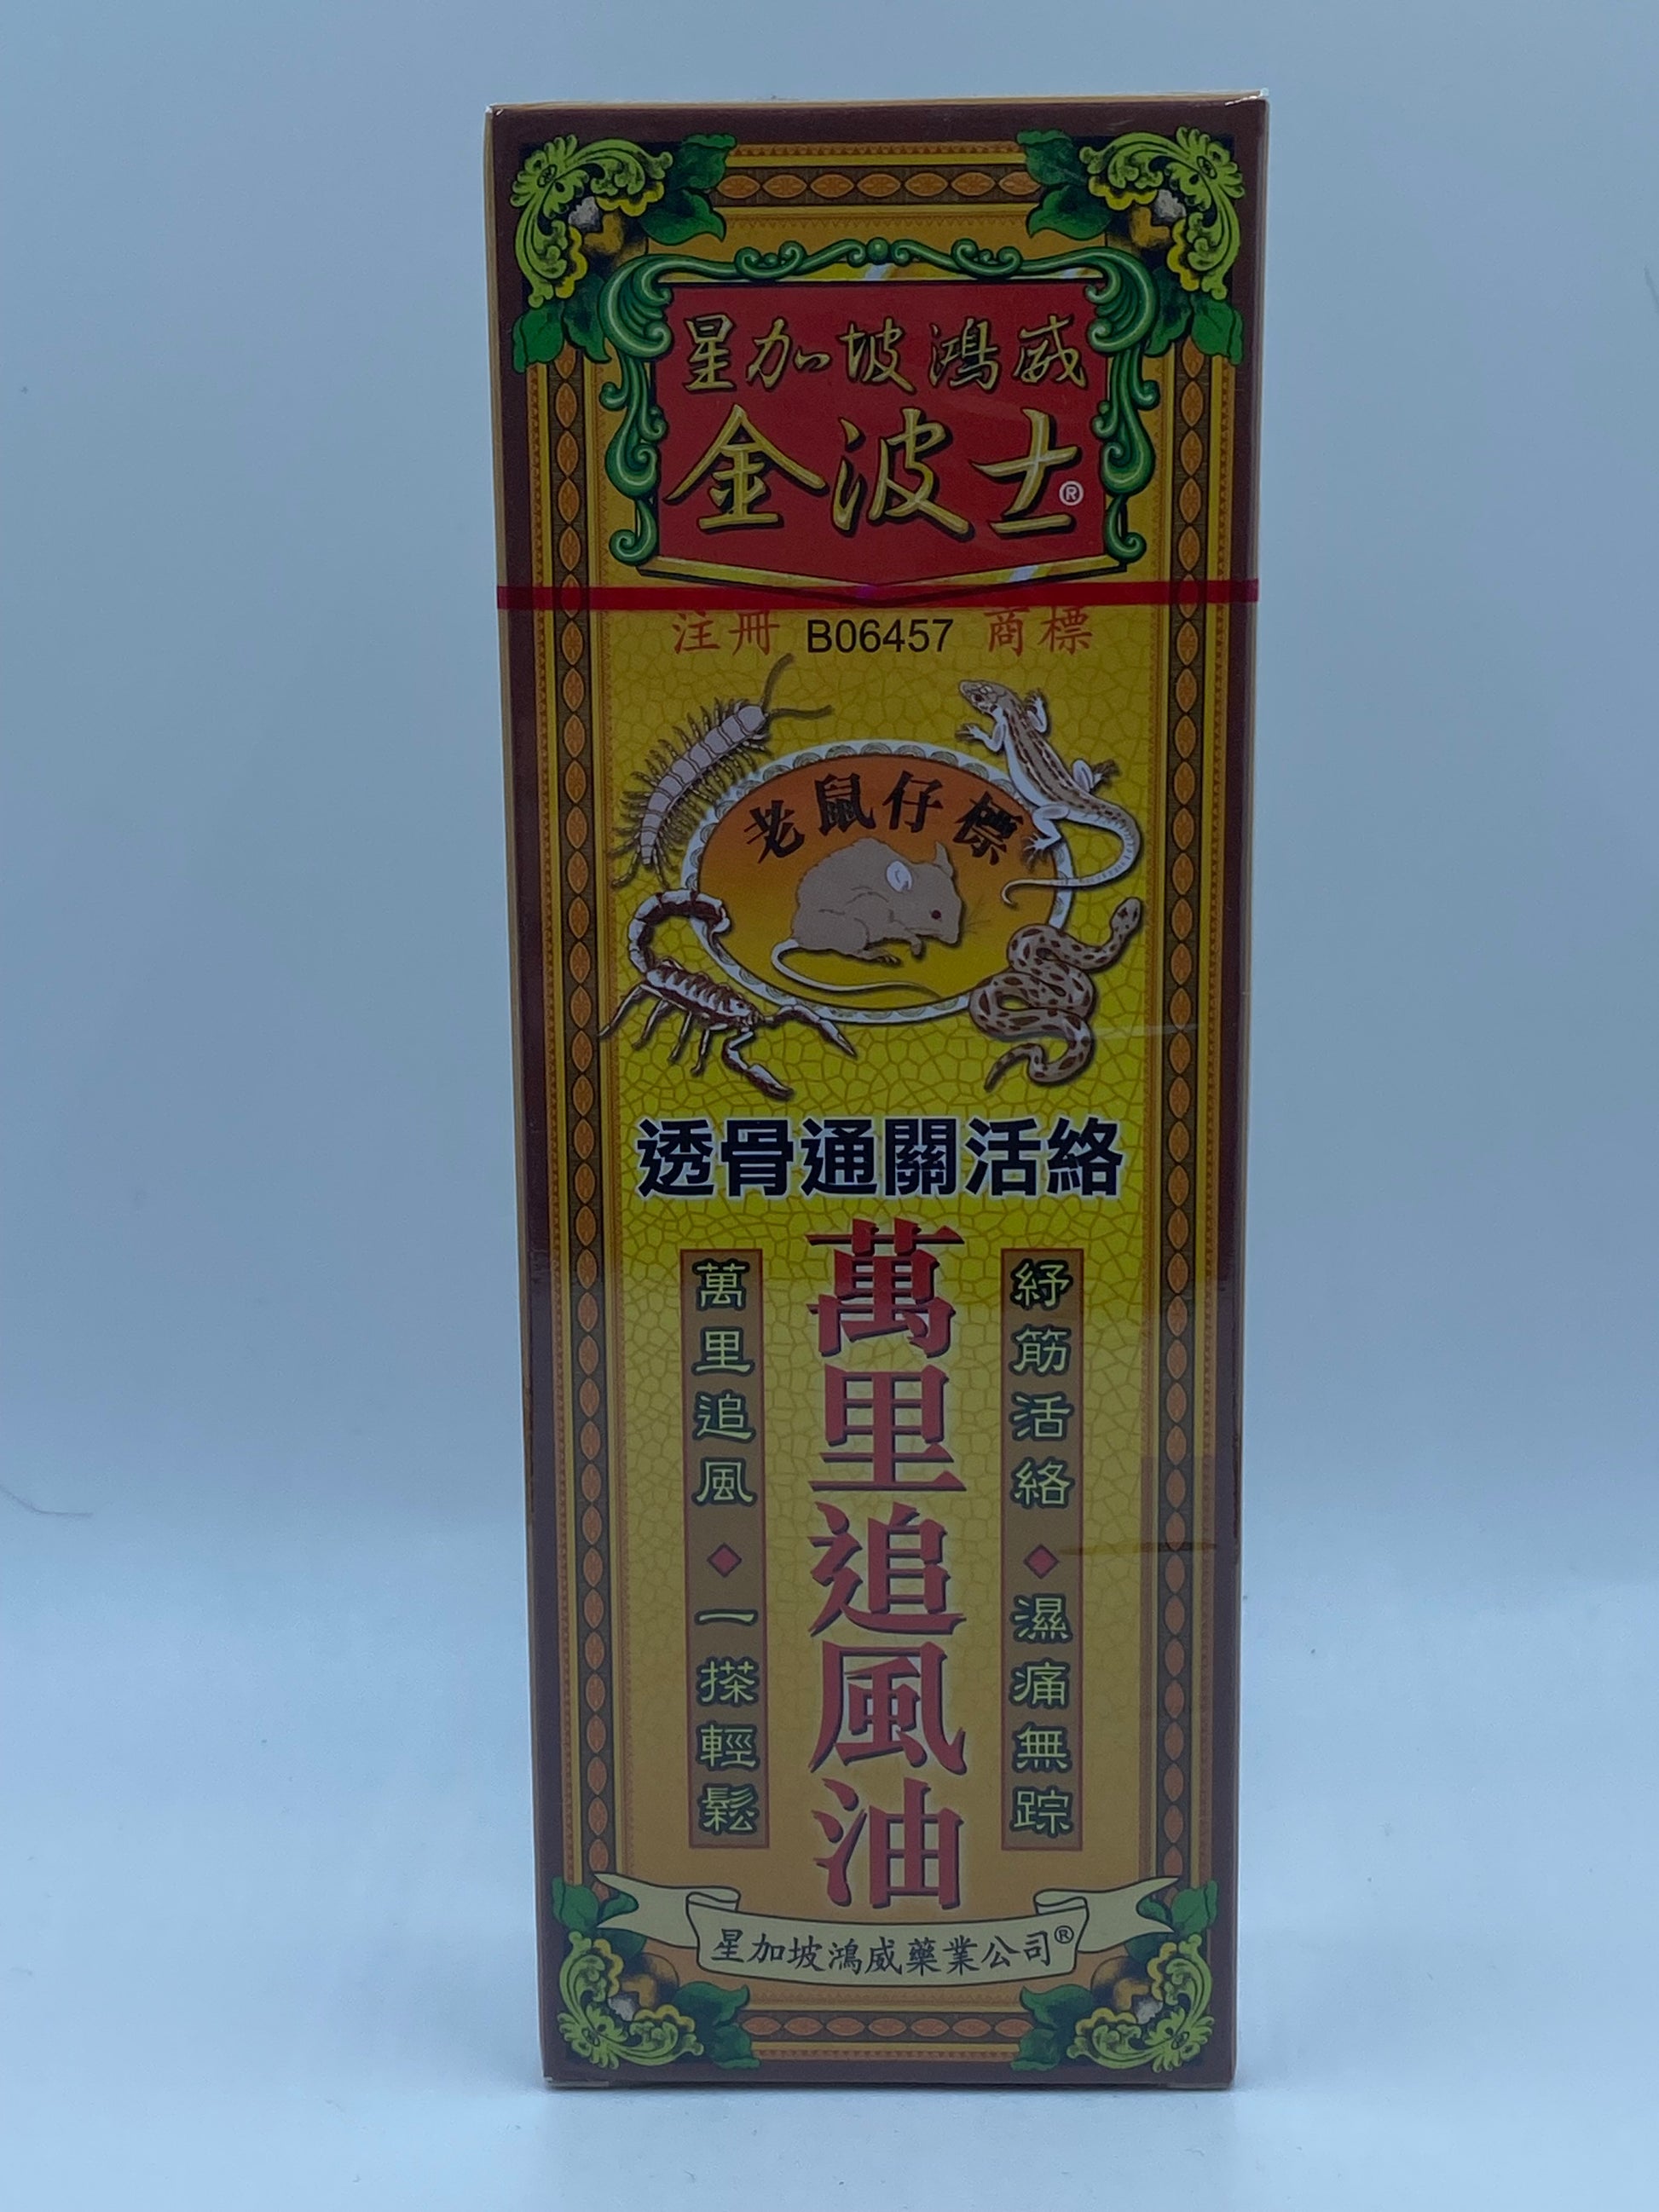 星加坡鴻威
金波士®
注冊 B06457 商標
老鼠仔標
透骨通關活絡
紓筋活絡◆濕痛無踪
萬里追風油
萬里追風◆一搽輕鬆
星加坡鴻威藥業公司®